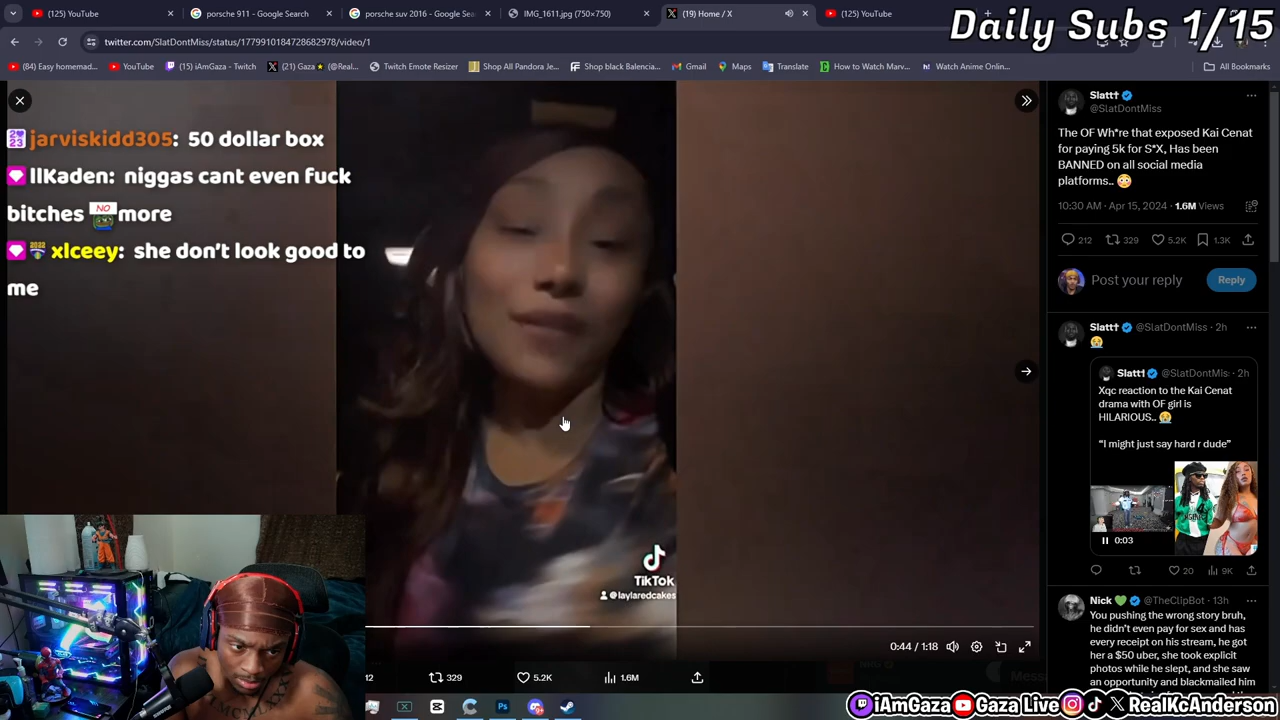 (125) YouTube
porsche 911 - Google Search
porsche suv 2016 - Google Sea
IMG_1611.jpg (750×750)
(19) Home / X
(125) YouTube
Daily Subs 1/15
twitter.com/SlatDontMiss/status/1779910184728682978/video/1
(84) Easy homemad...
YouTube
(15) iAmGaza - Twitch
(21) Gaza (@Rea...
Twitch Emote Resizer
Shop All Pandora Je...
Shop black Balencia...
Gmail
Maps
Translate
How to Watch Marv...
Watch Anime Onlin...
All Bookmarks
2023 jarviskidd305: 50 dollar box
llKaden: niggas cant even fuck
bitches NO more
2022 xlceey: she don't look good to
me
TikTok
@laylaredcakes
0:44 / 1:18
328
1.6M
Slatt†
@SlatDontMiss
The OF Wh*re that exposed Kai Cenat
for paying 5k for S*X, Has been
BANNED on all social media
platforms..
10:30 AM · Apr 15, 2024 · 1.6M Views
212 329 5.2K 1.3K
Post your reply
Reply
Slatt† @SlatDontMiss · 2h
Slatt† @SlatDontMis: · 2h
Xqc reaction to the Kai Cenat
drama with OF girl is
HILARIOUS..
“I might just say hard r dude”
0:03
20 9K
Nick @TheClipBot · 13h
You pushing the wrong story bruh,
he didn't even pay for sex and has
every receipt on his stream, he got
her a $50 uber, she took explicit
photos while he slept, and she saw
an opportunity and blackmailed him
iAmGaza Gaza Live RealKcAnderson